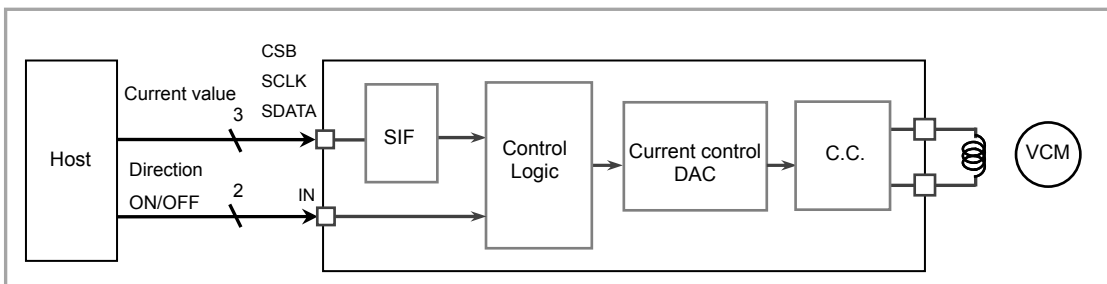 Host
Current value
3
CSB
SCLK
SDATA
Direction
ON/OFF
2
IN
SIF
Control
Logic
Current control
DAC
C.C.
VCM